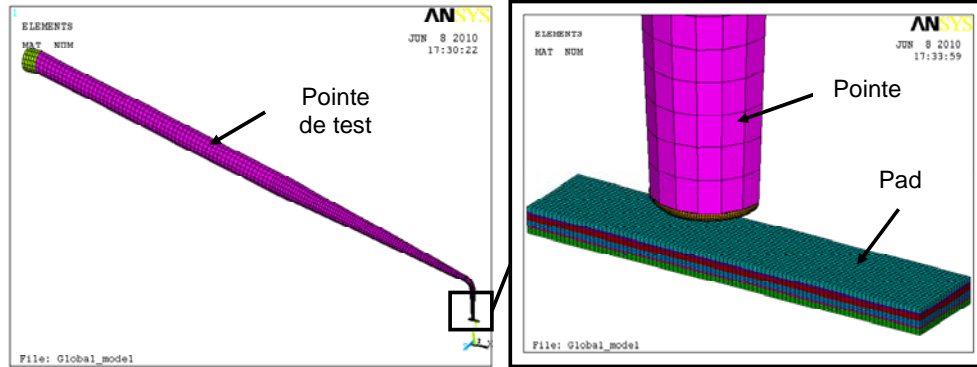 1
ANSYS
ELEMENTS
MAT NUM
JUN 8 2010
17:30:22
Pointe
de test
File: Global_model
ANSYS
ELEMENTS
MAT NUM
JUN 8 2010
17:33:59
Pointe
Pad
File: Global_model